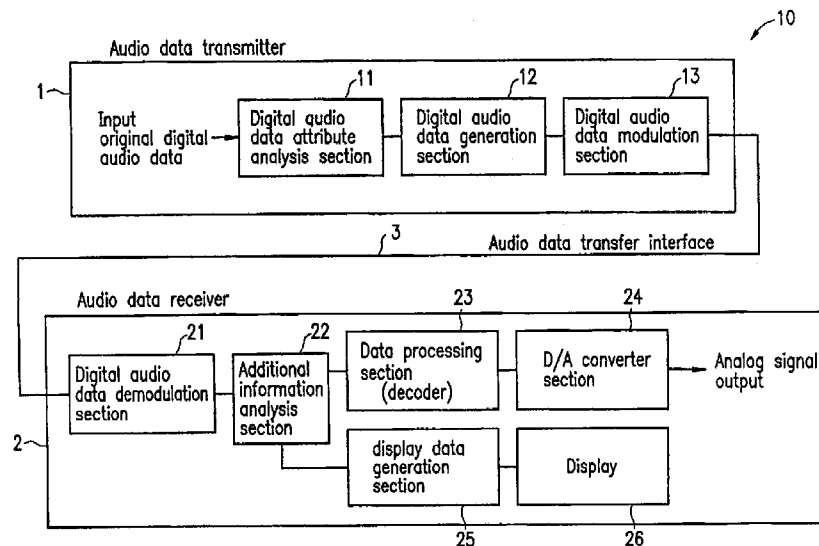 10
Audio data transmitter
1
11
12
13
Input
original digital
audio data
Digital audio
data attribute
analysis section
Digital audio
data generation
section
Digital audio
data modulation
section
3
Audio data transfer interface
Audio data receiver
21
22
23
24
Digital audio
data demodulation
section
Additional
information
analysis
section
Data processing
section
(decoder)
D/A converter
section
Analog signal
output
2
display data
generation
section
Display
25
26